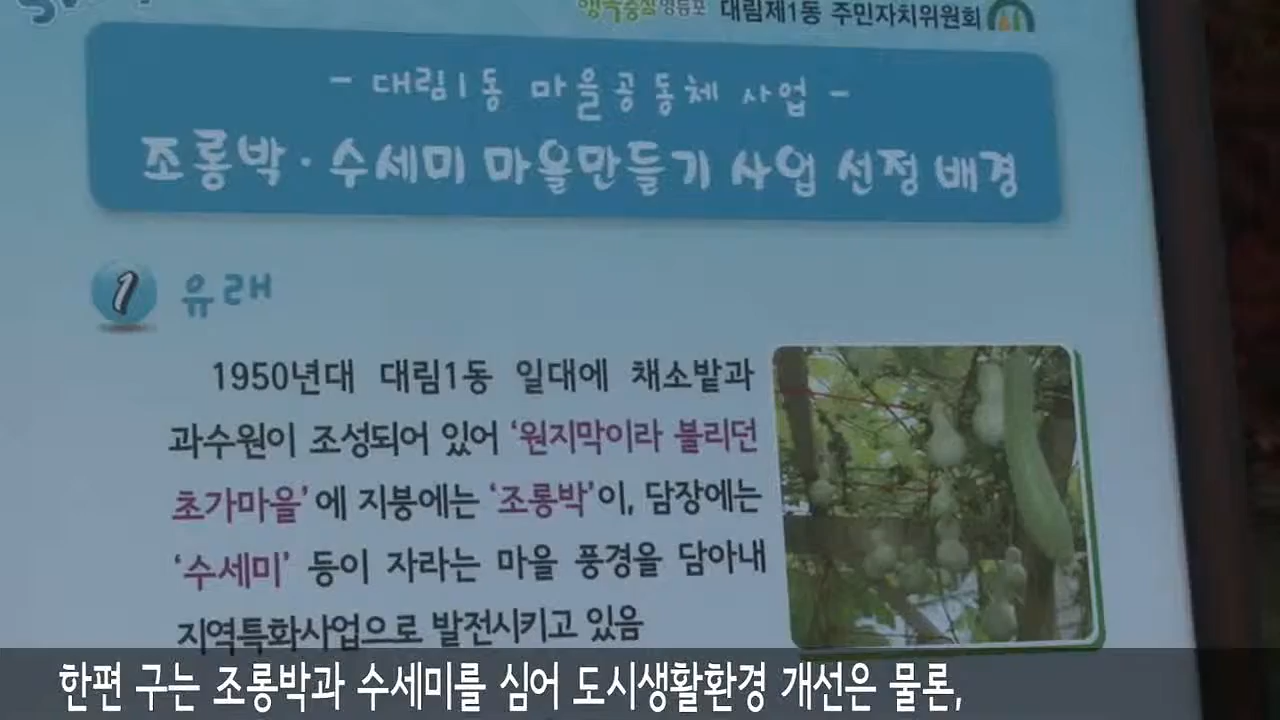 행복중심 영등포 대림제1동 주민자치위원회
- 대림1동 마을공동체 사업 -
조롱박·수세미 마을만들기 사업 선정 배경
1 유래
1950년대 대림1동 일대에 채소밭과
과수원이 조성되어 있어 '원지막이라 불리던
초가마을'에 지붕에는 '조롱박'이, 담장에는
'수세미' 등이 자라는 마을 풍경을 담아내
지역특화사업으로 발전시키고 있음
한편 구는 조롱박과 수세미를 심어 도시생활환경 개선은 물론,